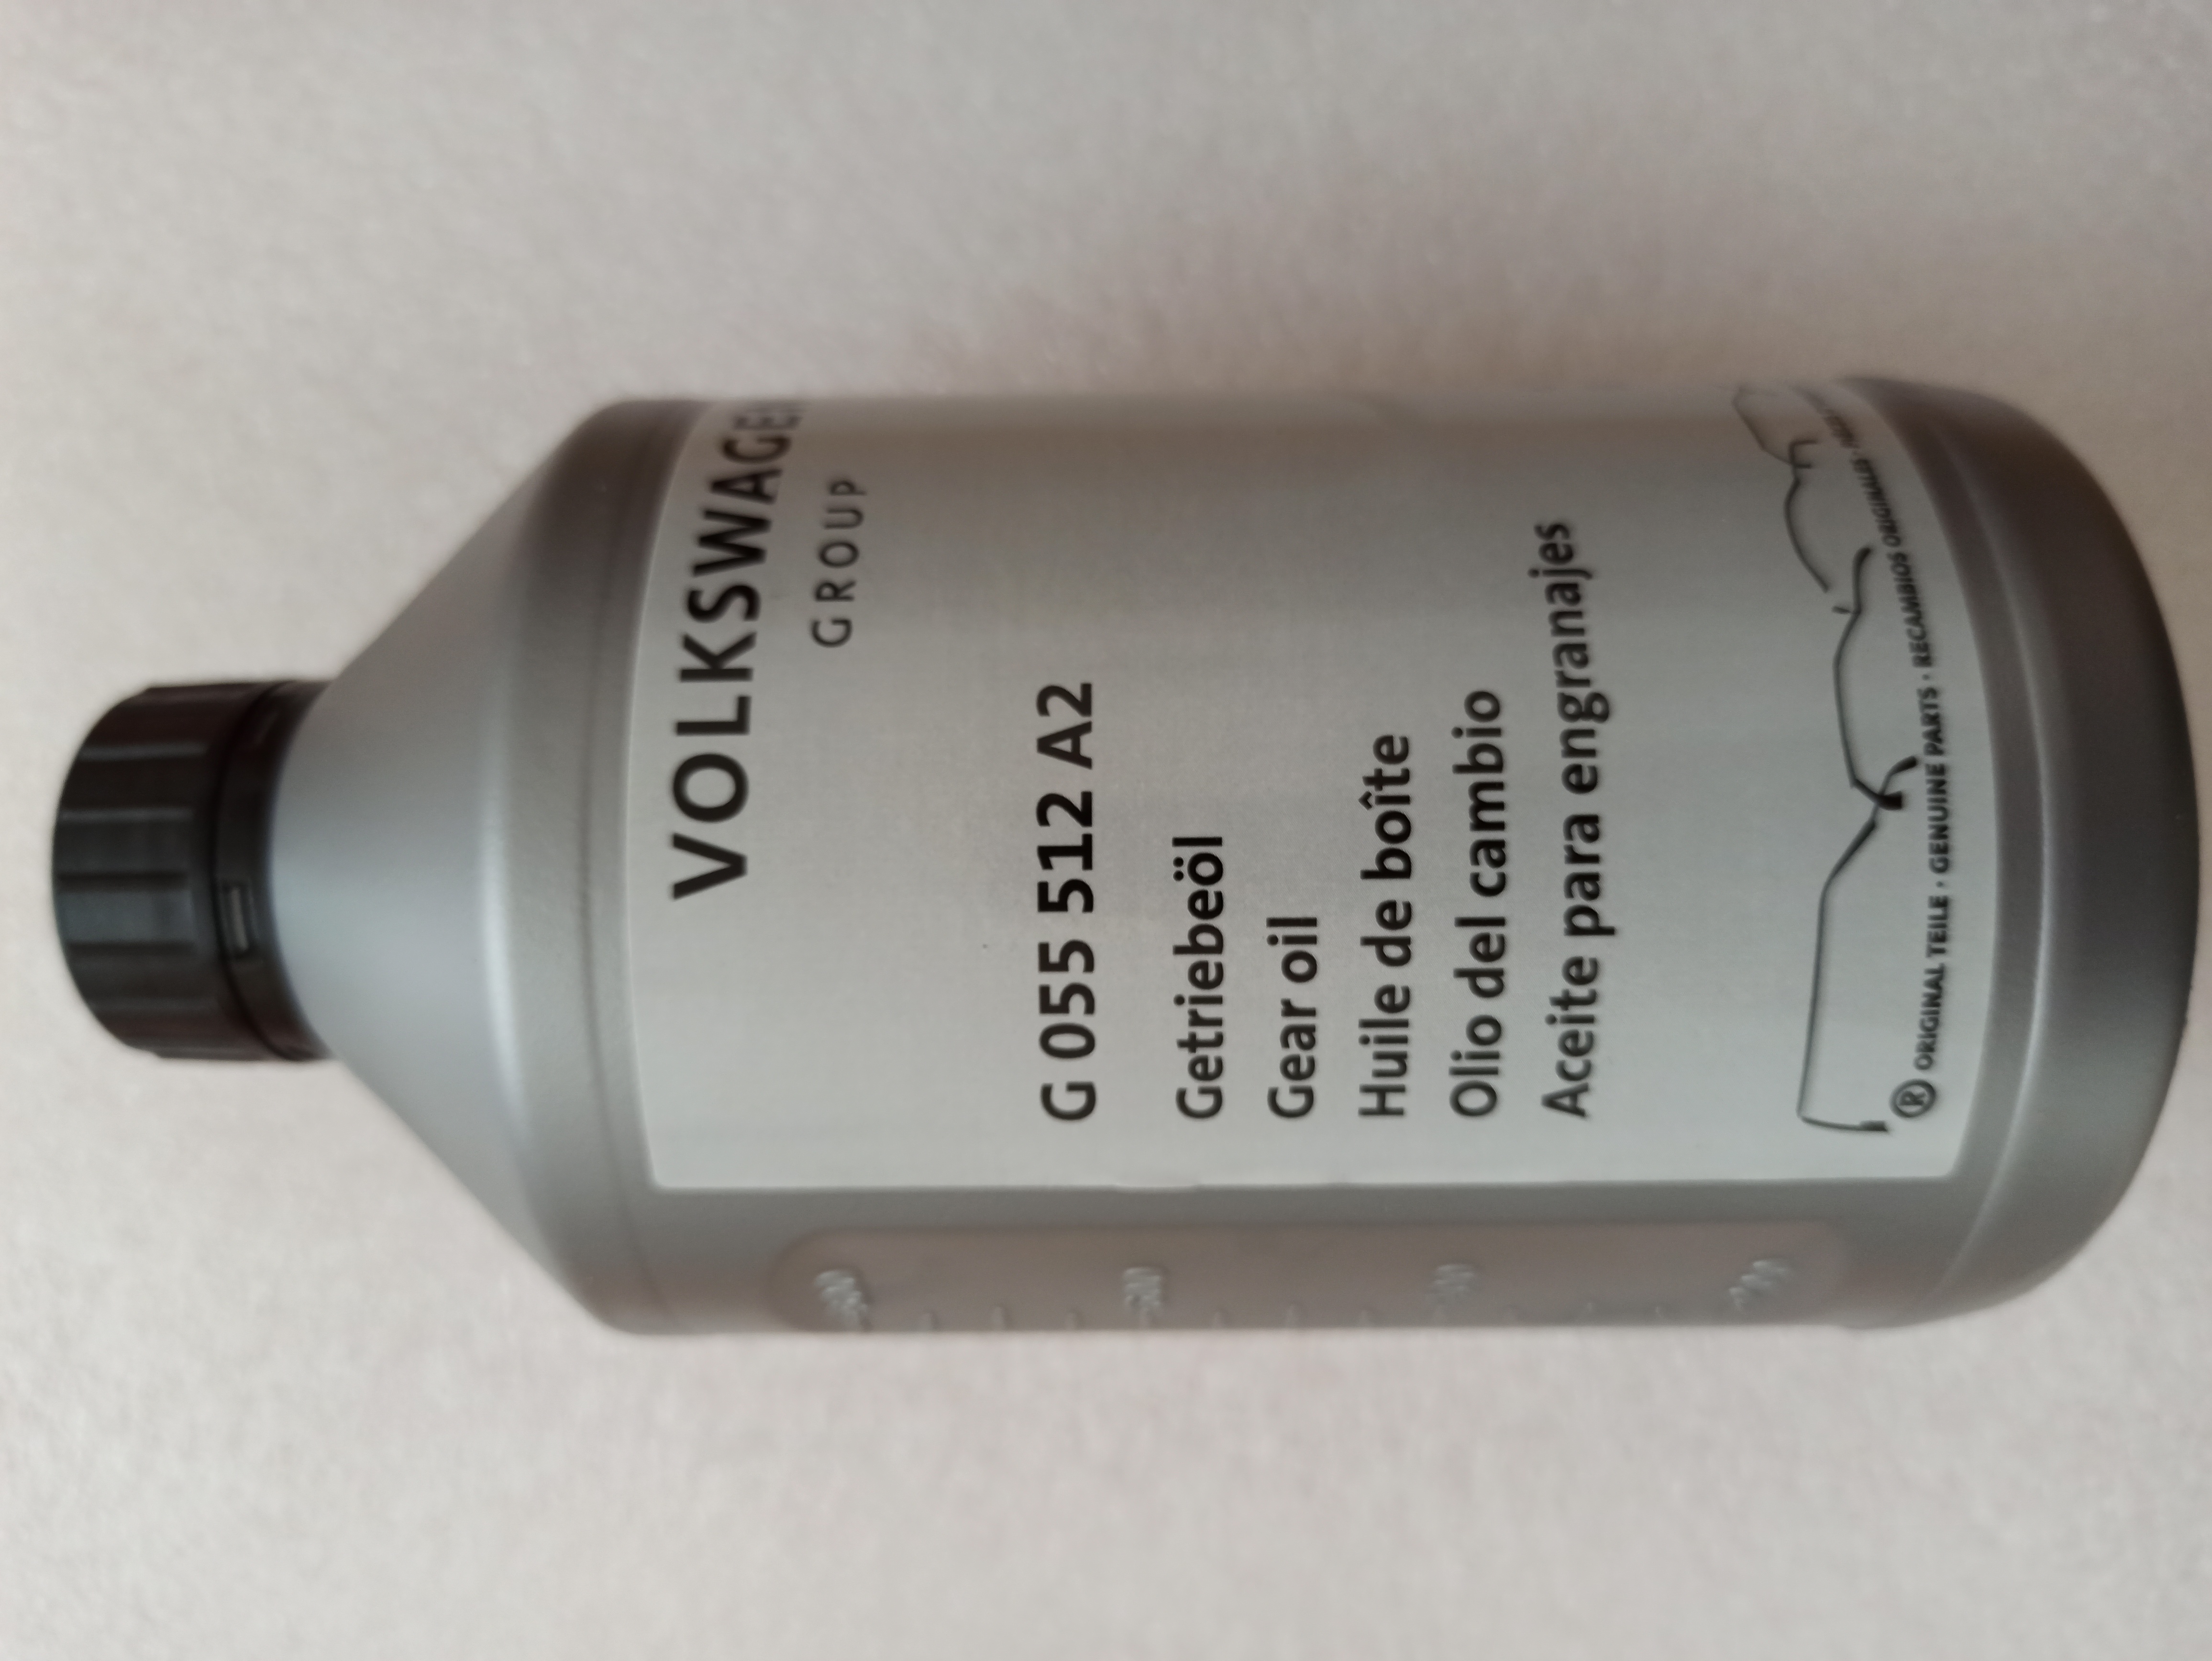 VOLKSWAGEN
GROUP
G 055 512 A2
Getriebeöl
Gear oil
Huile de boîte
Olio del cambio
Aceite para engranajes
® ORIGINAL TEILE · GENUINE PARTS · RECAMBIOS ORIGINALES ·